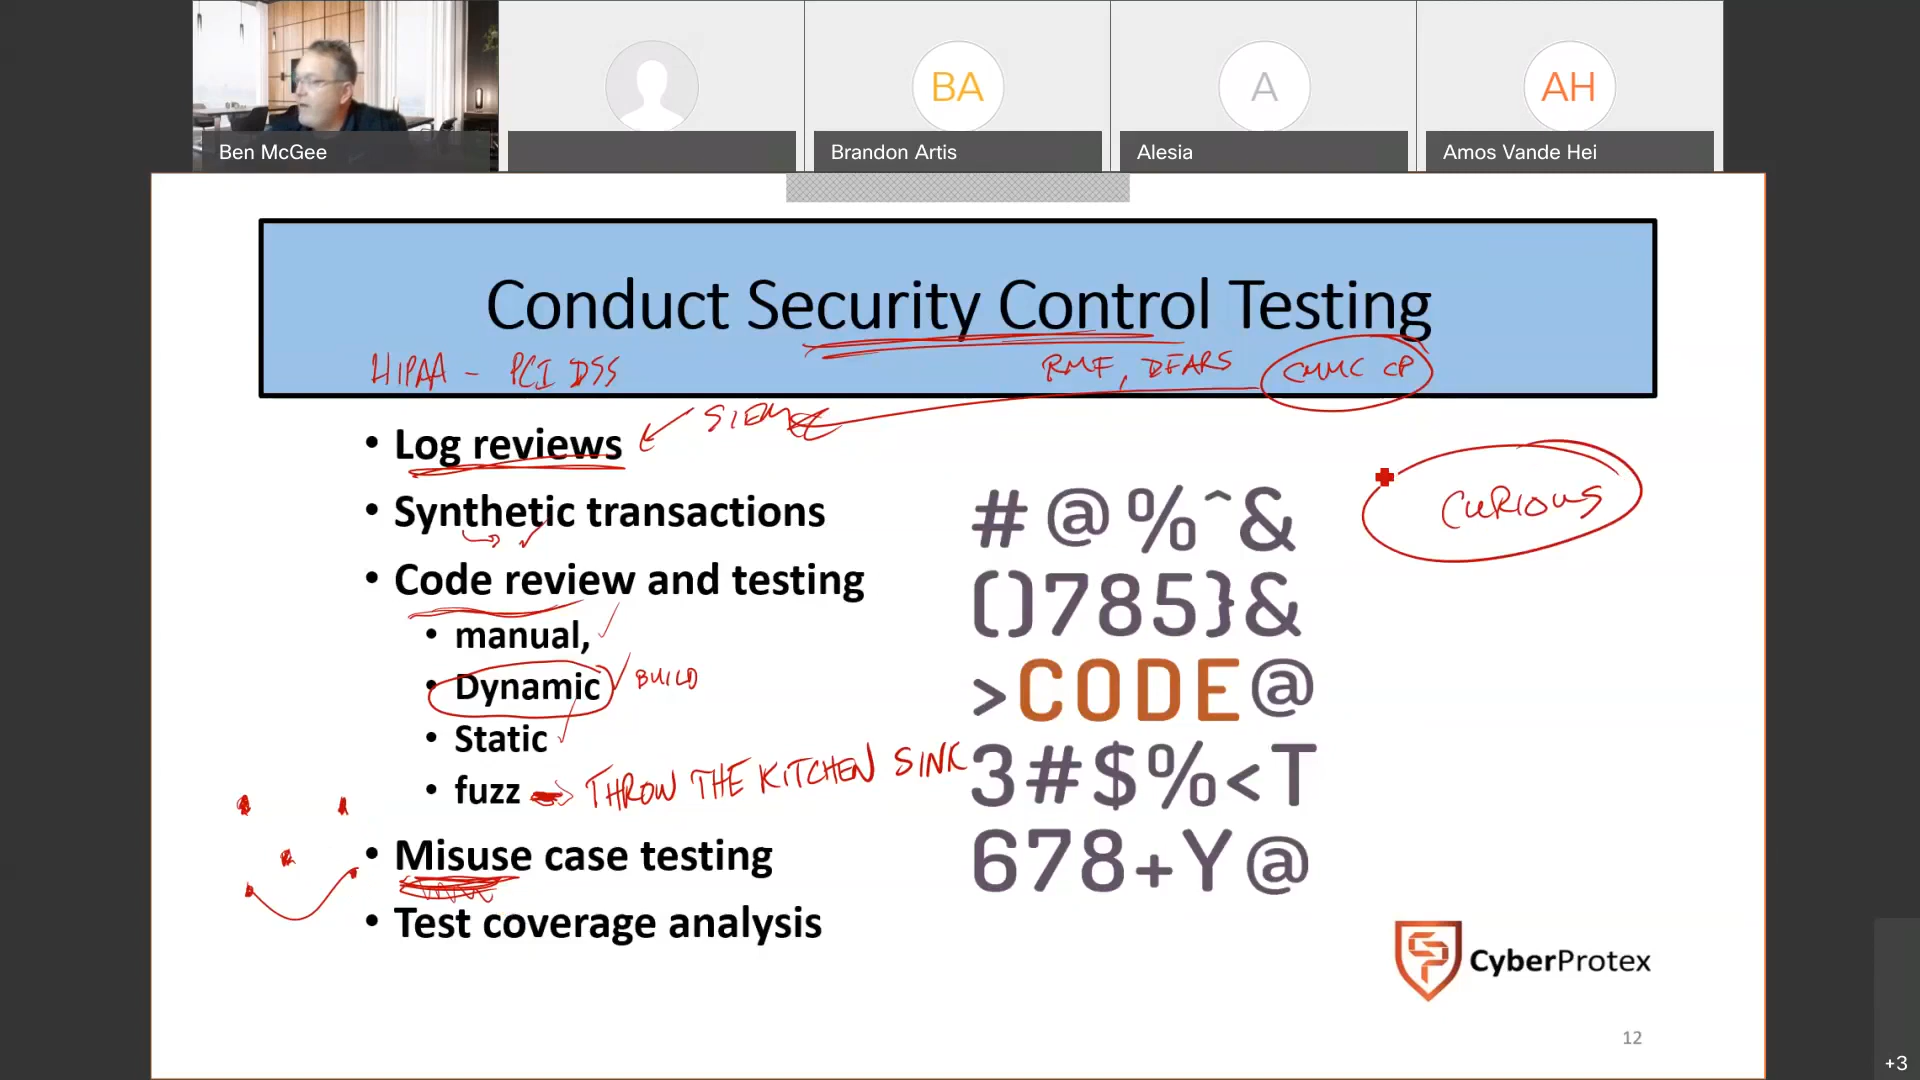 BA
A
AH
Ben McGee
Brandon Artis
Alesia
Amos Vande Hei
Conduct Security Control Testing
HIPAA - PCI DSS
RMF, DFARS CMMC CP
• Log reviews
SIEM
• Synthetic transactions
• Code review and testing
• manual,
• Dynamic
BUILD
• Static
• fuzz
THROW THE KITCHEN SINK
• Misuse case testing
• Test coverage analysis
CURIOUS
#@%^&
()785}&
>CODE@
3#$%<T
678+Y@
CP
CyberProtex
12
+3